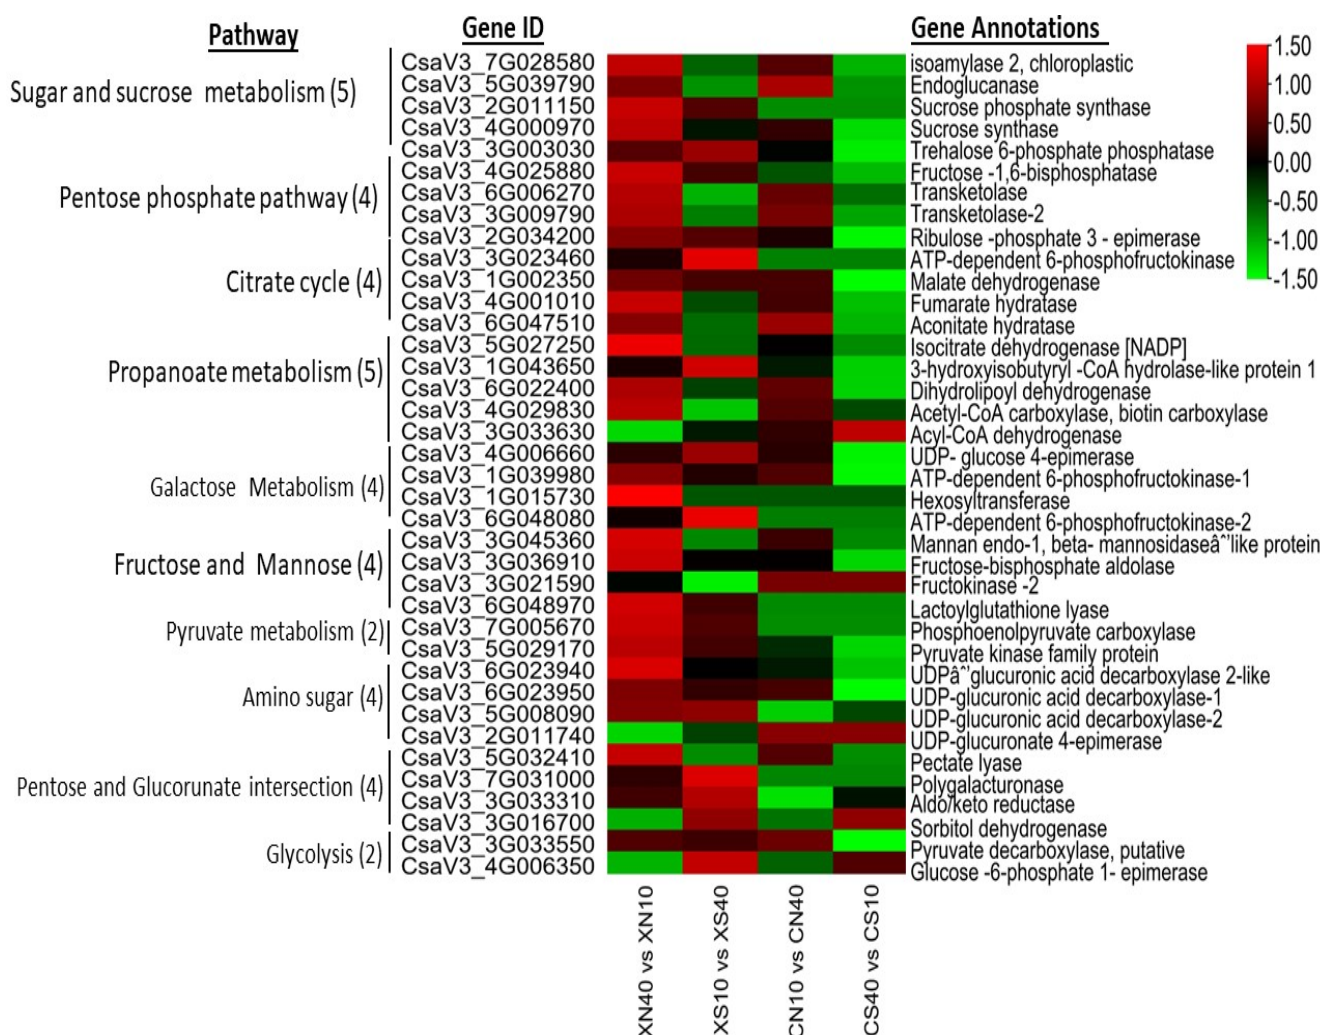 Pathway Gene ID Gene Annotations
Sugar and sucrose metabolism (5)
Pentose phosphate pathway (4)
Citrate cycle (4)
Propanoate metabolism (5)
Galactose Metabolism (4)
Fructose and Mannose (4)
Pyruvate metabolism (2)
Amino sugar (4)
Pentose and Glucorunate intersection (4)
Glycolysis (2)
CsaV3_7G028580 isoamylase 2, chloroplastic
CsaV3_5G039790 Endoglucanase
CsaV3_2G011150 Sucrose phosphate synthase
CsaV3_4G000970 Sucrose synthase
CsaV3_3G003030 Trehalose 6-phosphate phosphatase
CsaV3_4G025880 Fructose -1,6-bisphosphatase
CsaV3_6G006270 Transketolase
CsaV3_3G009790 Transketolase-2
CsaV3_2G034200 Ribulose -phosphate 3 - epimerase
CsaV3_3G023460 ATP-dependent 6-phosphofructokinase
CsaV3_1G002350 Malate dehydrogenase
CsaV3_4G001010 Fumarate hydratase
CsaV3_6G047510 Aconitate hydratase
CsaV3_5G027250 Isocitrate dehydrogenase [NADP]
CsaV3_1G043650 3-hydroxyisobutyryl -CoA hydrolase-like protein 1
CsaV3_6G022400 Dihydrolipoyl dehydrogenase
CsaV3_4G029830 Acetyl-CoA carboxylase, biotin carboxylase
CsaV3_3G033630 Acyl-CoA dehydrogenase
CsaV3_4G006660 UDP- glucose 4-epimerase
CsaV3_1G039980 ATP-dependent 6-phosphofructokinase-1
CsaV3_1G015730 Hexosyltransferase
CsaV3_6G048080 ATP-dependent 6-phosphofructokinase-2
CsaV3_3G045360 Mannan endo-1, beta- mannosidaseâˆ’like protein
CsaV3_3G036910 Fructose-bisphosphate aldolase
CsaV3_3G021590 Fructokinase -2
CsaV3_6G048970 Lactoylglutathione lyase
CsaV3_7G005670 Phosphoenolpyruvate carboxylase
CsaV3_5G029170 Pyruvate kinase family protein
CsaV3_6G023940 UDPâˆ’glucuronic acid decarboxylase 2-like
CsaV3_6G023950 UDP-glucuronic acid decarboxylase-1
CsaV3_5G008090 UDP-glucuronic acid decarboxylase-2
CsaV3_2G011740 UDP-glucuronate 4-epimerase
CsaV3_5G032410 Pectate lyase
CsaV3_7G031000 Polygalacturonase
CsaV3_3G033310 Aldo/keto reductase
CsaV3_3G016700 Sorbitol dehydrogenase
CsaV3_3G033550 Pyruvate decarboxylase, putative
CsaV3_4G006350 Glucose -6-phosphate 1- epimerase
1.50
1.00
0.50
0.00
-0.50
-1.00
-1.50
XN40 vs XN10
XS10 vs XS40
CN10 vs CN40
CS40 vs CS10